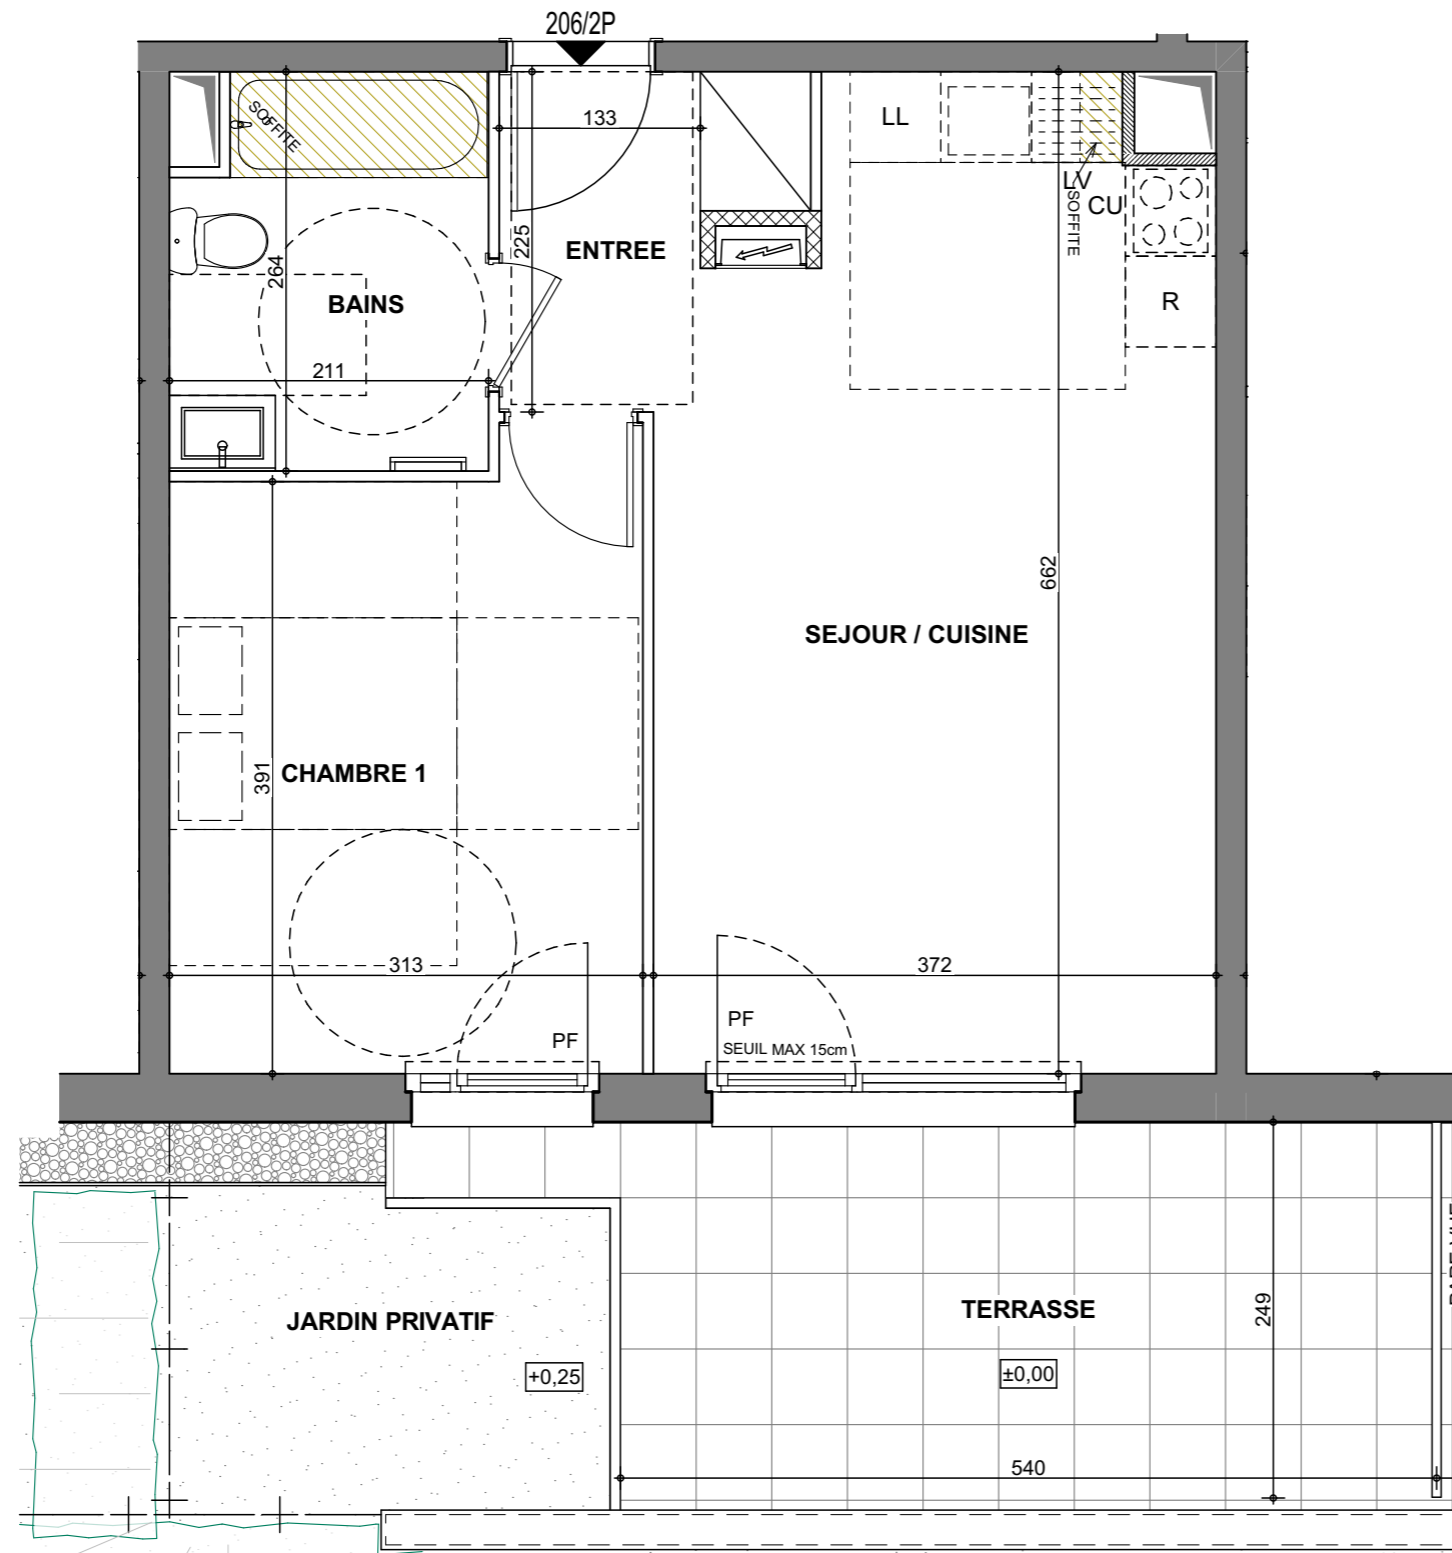 206/2P
SOFFITE
133
LL
LV
SOFFITE
CU
225
ENTREE
264
BAINS
R
211
662
SEJOUR / CUISINE
391
CHAMBRE 1
313
372
PF
PF
SEUIL MAX 15cm
JARDIN PRIVATIF
TERRASSE
249
+0,25
±0,00
540